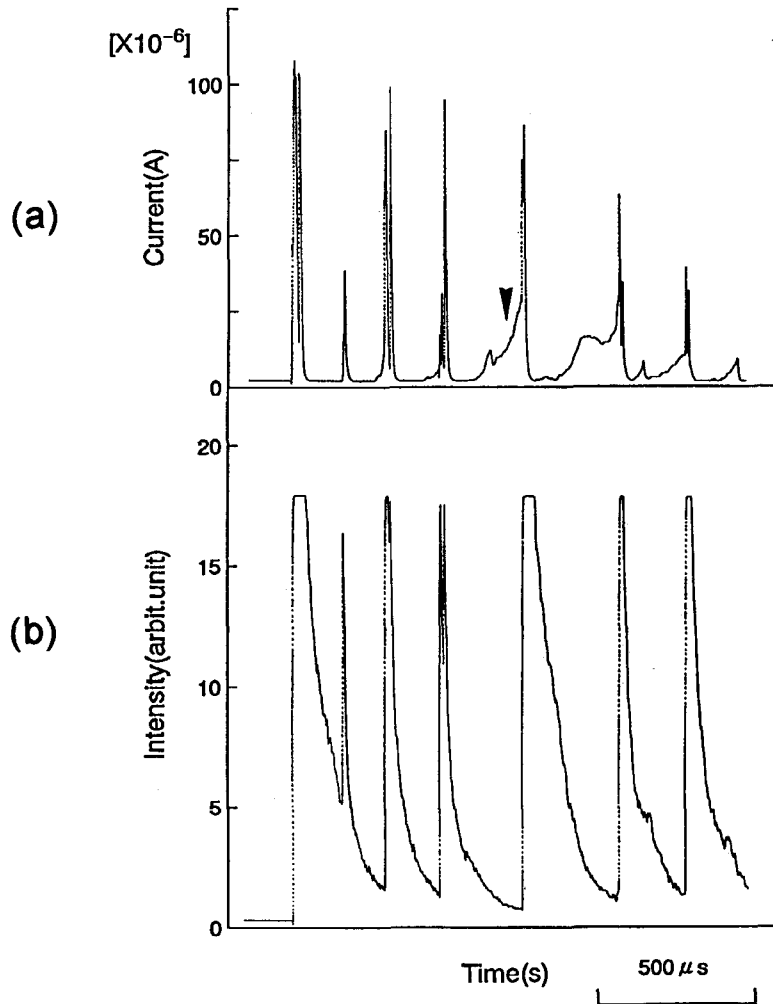 [X10⁻⁶]
100
50
0
Current(A)
(a)
20
15
10
5
0
Intensity(arbit.unit)
(b)
Time(s)
500 μs